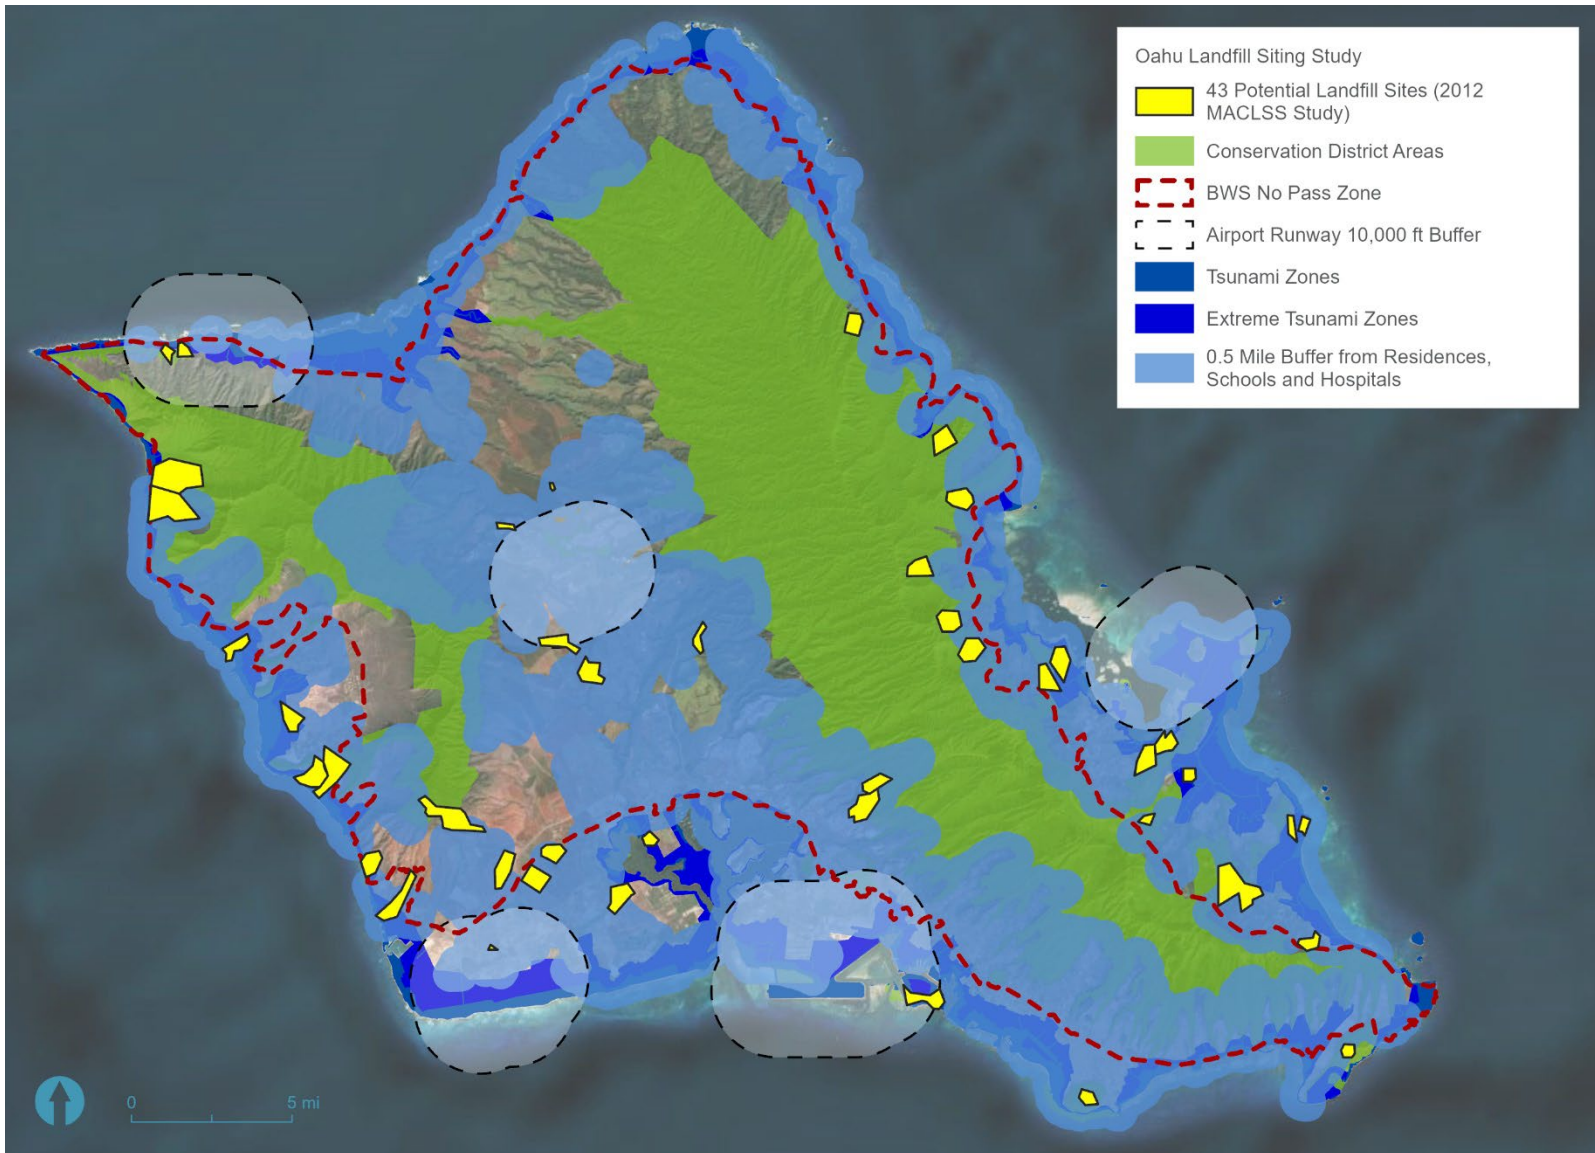 Oahu Landfill Siting Study
43 Potential Landfill Sites (2012
MACLSS Study)
Conservation District Areas
BWS No Pass Zone
Airport Runway 10,000 ft Buffer
Tsunami Zones
Extreme Tsunami Zones
0.5 Mile Buffer from Residences,
Schools and Hospitals
0 5 mi